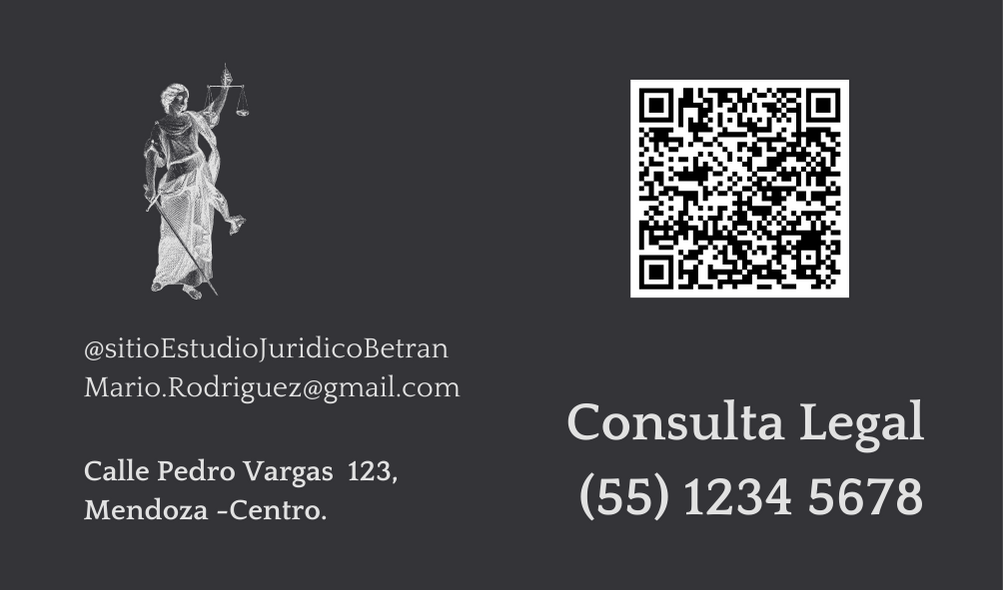 @sitioEstudioJuridicoBetran
Mario.Rodriguez@gmail.com
Calle Pedro Vargas  123,
Mendoza -Centro.
Consulta Legal
(55) 1234 5678